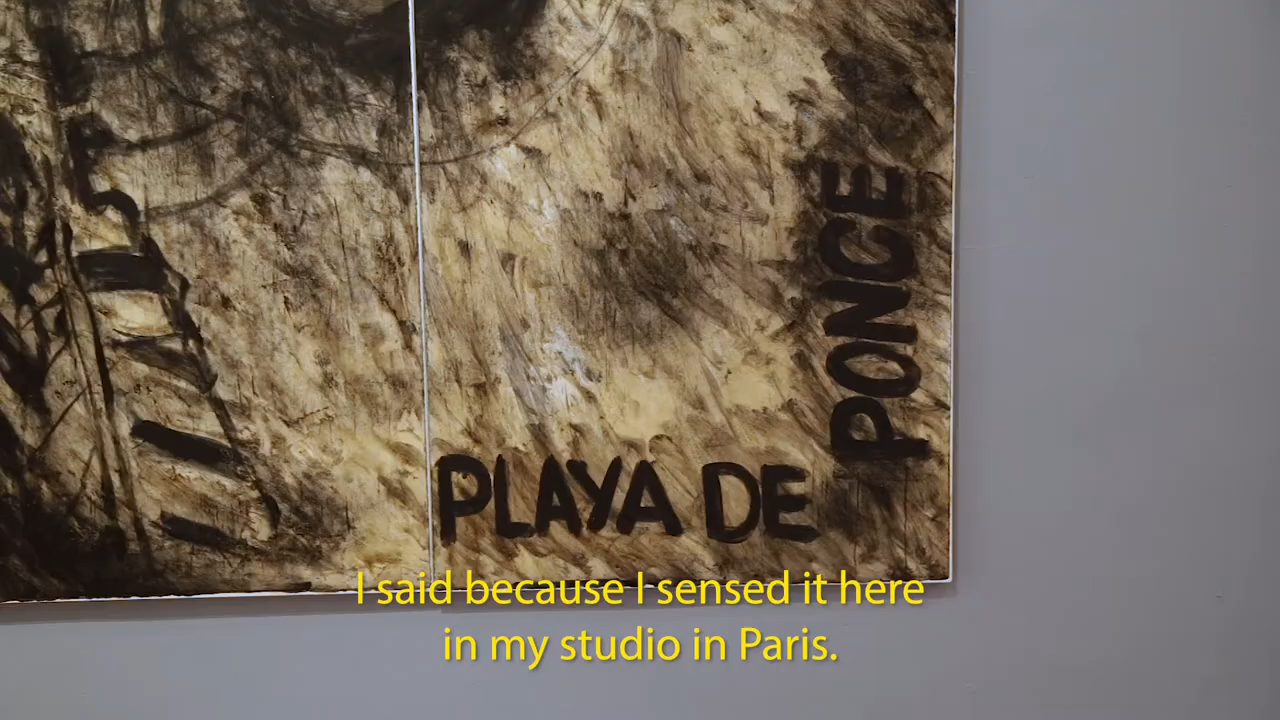 PLAYA DE
PONCE
I said because I sensed it here
in my studio in Paris.